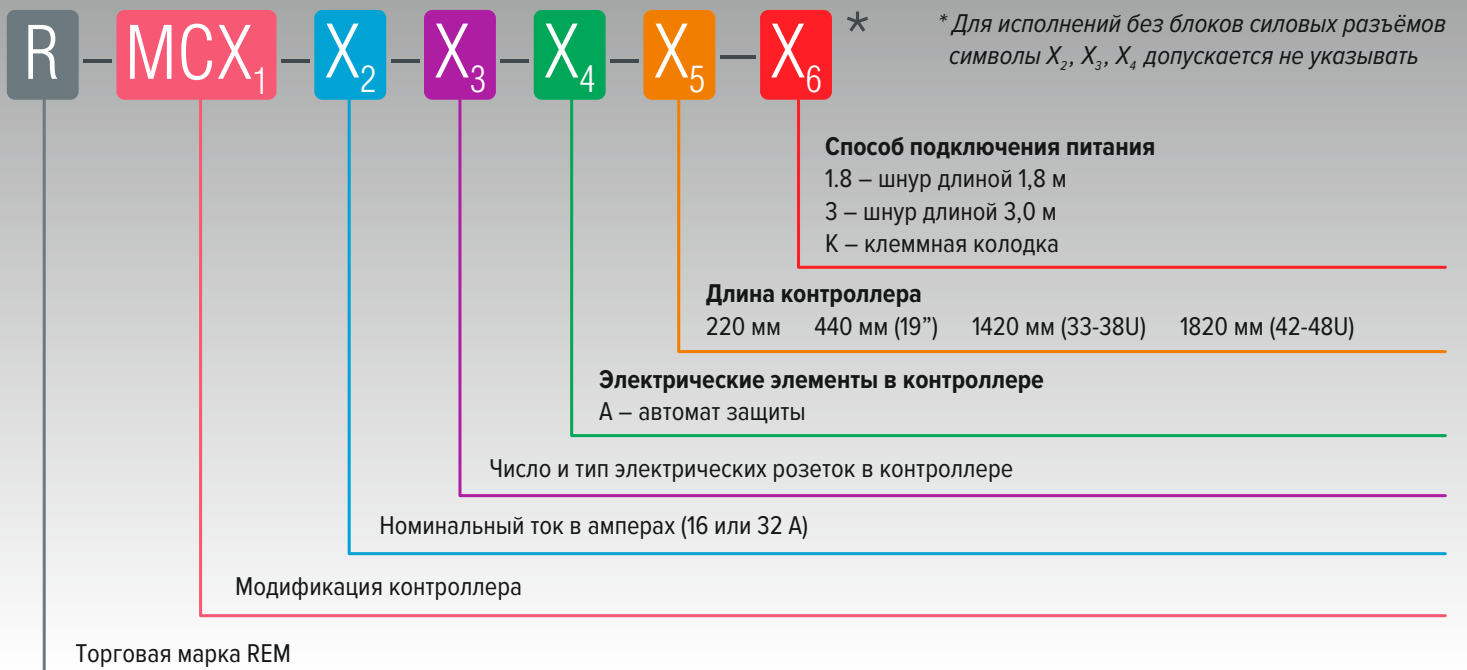 R – MCX₁ – X₂ – X₃ – X₄ – X₅ – X₆ *
* Для исполнений без блоков силовых разъёмов
символы X₂, X₃, X₄ допускается не указывать
Способ подключения питания
1.8 – шнур длиной 1,8 м
3 – шнур длиной 3,0 м
К – клеммная колодка
Длина контроллера
220 мм 440 мм (19”) 1420 мм (33-38U) 1820 мм (42-48U)
Электрические элементы в контроллере
А – автомат защиты
Число и тип электрических розеток в контроллере
Номинальный ток в амперах (16 или 32 А)
Модификация контроллера
Торговая марка REM